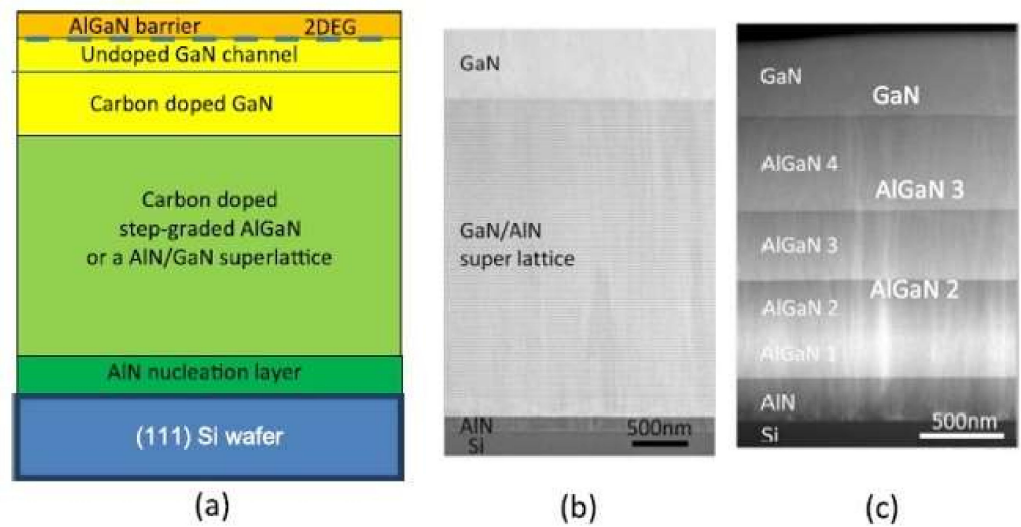 AlGaN barrier 2DEG
Undoped GaN channel
Carbon doped GaN
Carbon doped
step-graded AlGaN
or a AlN/GaN superlattice
AlN nucleation layer
(111) Si wafer
(a)
GaN
GaN/AlN
super lattice
AlN
Si
500nm
(b)
GaN
GaN
AlGaN 4
AlGaN 3
AlGaN 3
AlGaN 2
AlGaN 2
AlGaN 1
AlN
Si
500nm
(c)